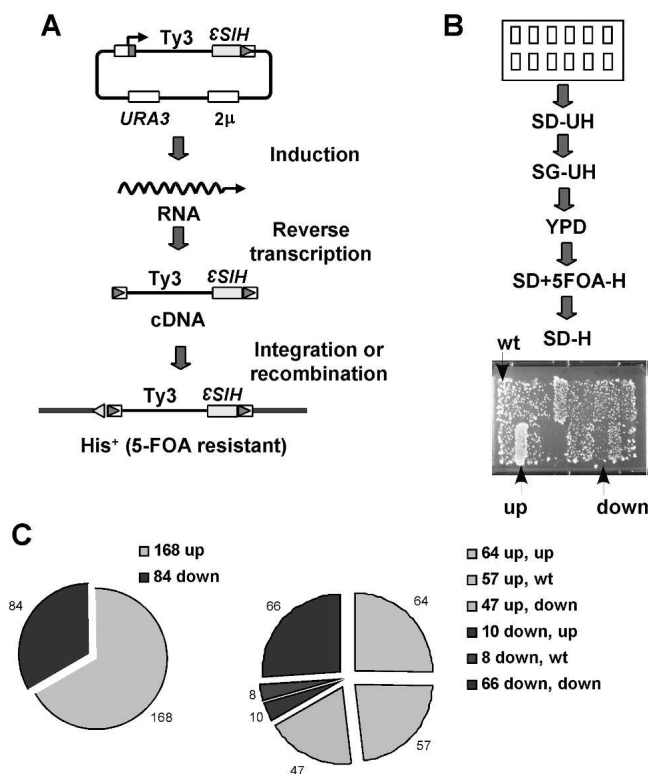 A
Ty3 εSIH
URA3 2μ
Induction
RNA
Reverse
transcription
Ty3 εSIH
cDNA
Integration or
recombination
Ty3 εSIH
His⁺ (5-FOA resistant)
B
SD-UH
SG-UH
YPD
SD+5FOA-H
SD-H
wt
up down
C
168 up
84 down
84
168
66
64
8
10
47
57
64 up, up
57 up, wt
47 up, down
10 down, up
8 down, wt
66 down, down